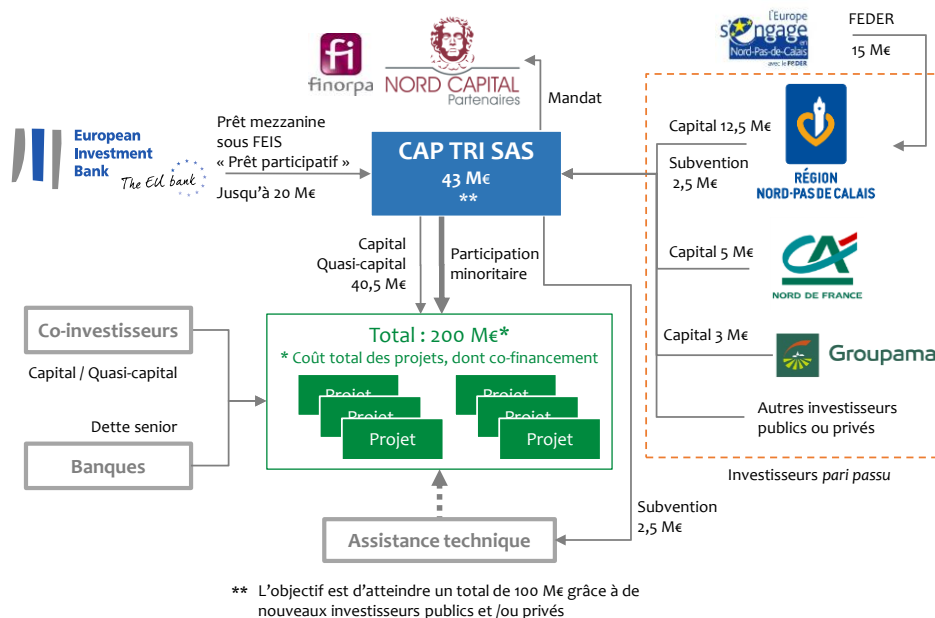 l'Europe
s'engage
en
Nord-Pas-de-Calais
avec le FEDER
FEDER
15 M€
fi
finorpa
NORD CAPITAL
Partenaires
Mandat
European
Investment
Bank
The EU bank
Prêt mezzanine
sous FEIS
« Prêt participatif »
Jusqu'à 20 M€
CAP TRI SAS
43 M€
**
Capital 12,5 M€
Subvention
2,5 M€
RÉGION
NORD-PAS DE CALAIS
Capital
Quasi-capital
40,5 M€
Participation
minoritaire
Capital 5 M€
CA
NORD DE FRANCE
Capital 3 M€
Groupama
Autres investisseurs
publics ou privés
Investisseurs pari passu
Co-investisseurs
Capital / Quasi-capital
Dette senior
Banques
Total : 200 M€*
* Coût total des projets, dont co-financement
Projet
Projet
Projet
Projet
Projet
Projet
Subvention
2,5 M€
Assistance technique
** L'objectif est d'atteindre un total de 100 M€ grâce à de
nouveaux investisseurs publics et /ou privés